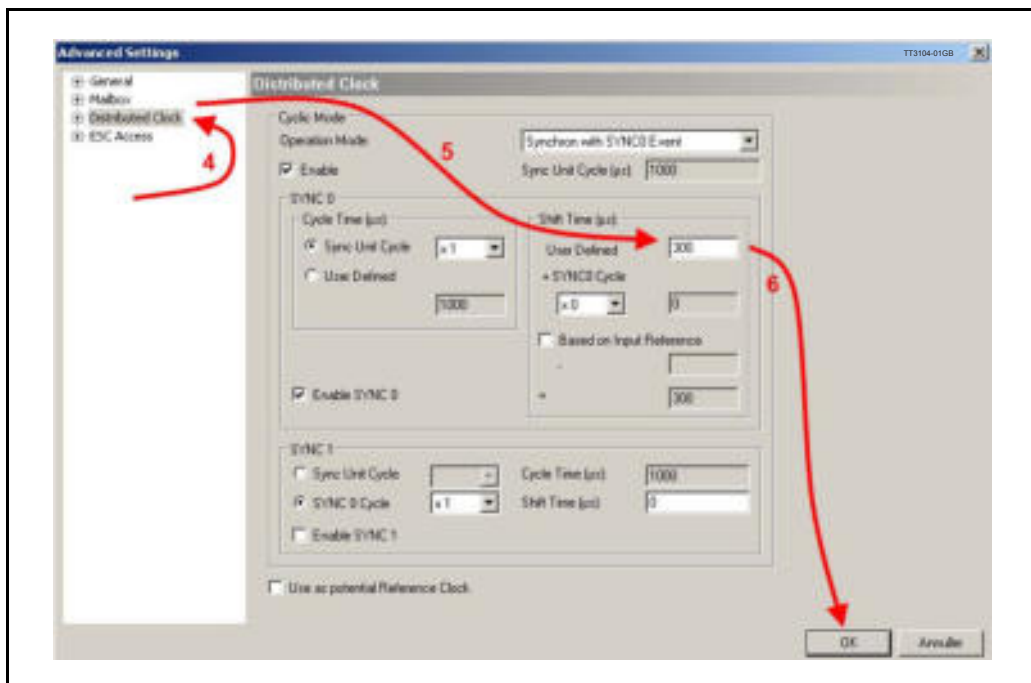 Advanced Settings
TT3104-01GB
General
Mailbox
Distributed Clock
ESC Access
4
Distributed Clock
Cyclic Mode
Operation Mode:
Synchron with SYNC0 Event
5
Enable
Sync Unit Cycle (µs)
1000
SYNC 0
Cycle Time (µs)
Sync Unit Cycle
x 1
User Defined
1000
Shift Time (µs)
User Defined
300
+ SYNC0 Cycle
x 0
0
6
Based on Input Reference
-
Enable SYNC 0
=
300
SYNC 1
Sync Unit Cycle
Cycle Time (µs)
1000
SYNC 0 Cycle
x 1
Shift Time (µs)
0
Enable SYNC 1
Use as potential Reference Clock
OK
Annuler